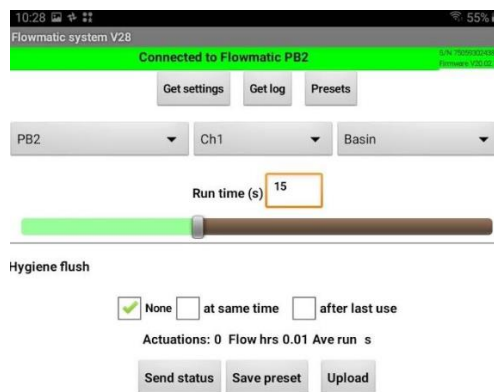 10:28 55%
Flowmatic system V28
Connected to Flowmatic PB2
Get settings Get log Presets
PB2 Ch1 Basin
Run time (s) 15
Hygiene flush
None at same time after last use
Actuations: 0 Flow hrs 0.01 Ave run s
Send status Save preset Upload